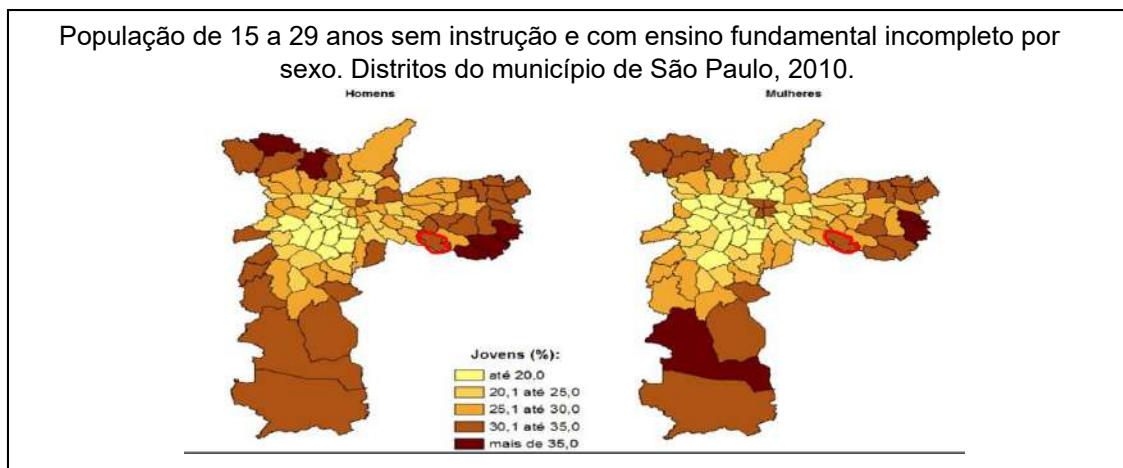 População de 15 a 29 anos sem instrução e com ensino fundamental incompleto por
sexo. Distritos do município de São Paulo, 2010.
Homens
Mulheres
Jovens (%):
até 20,0
20,1 até 25,0
25,1 até 30,0
30,1 até 35,0
mais de 35,0